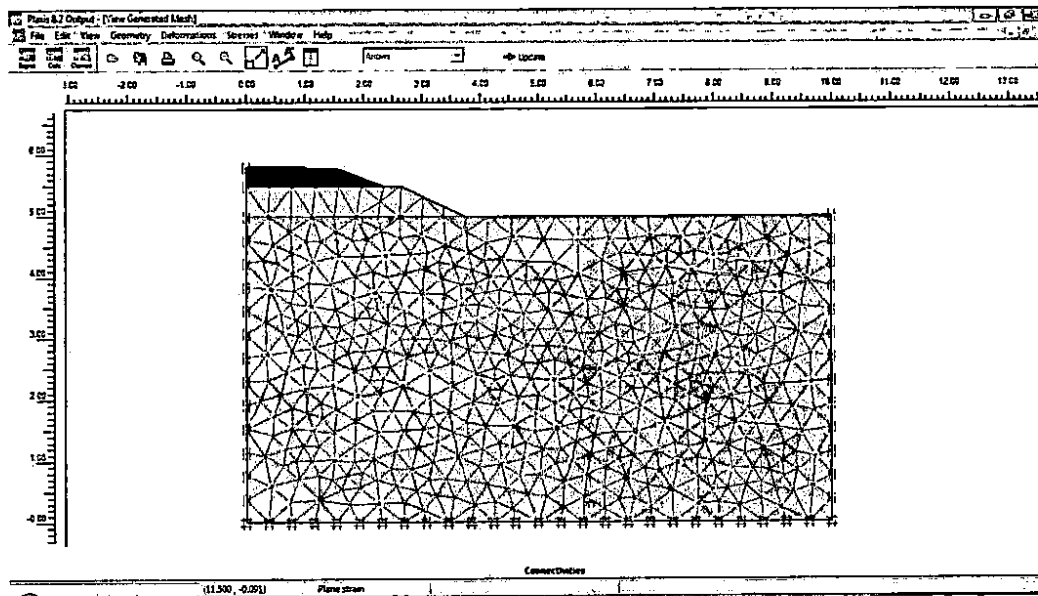 Plaxis 8.2 Output - [View Generated Mesh]
File Edit View Geometry Deformations Stresses Window Help
Arrows Update
-2.00 -1.00 0.00 1.00 2.00 3.00 4.00 5.00 6.00 7.00 8.00 9.00 10.00 11.00 12.00 13.00
6.00
5.00
4.00
3.00
2.00
1.00
-0.00
Connectivities
(11.500, -0.091) Plane strain